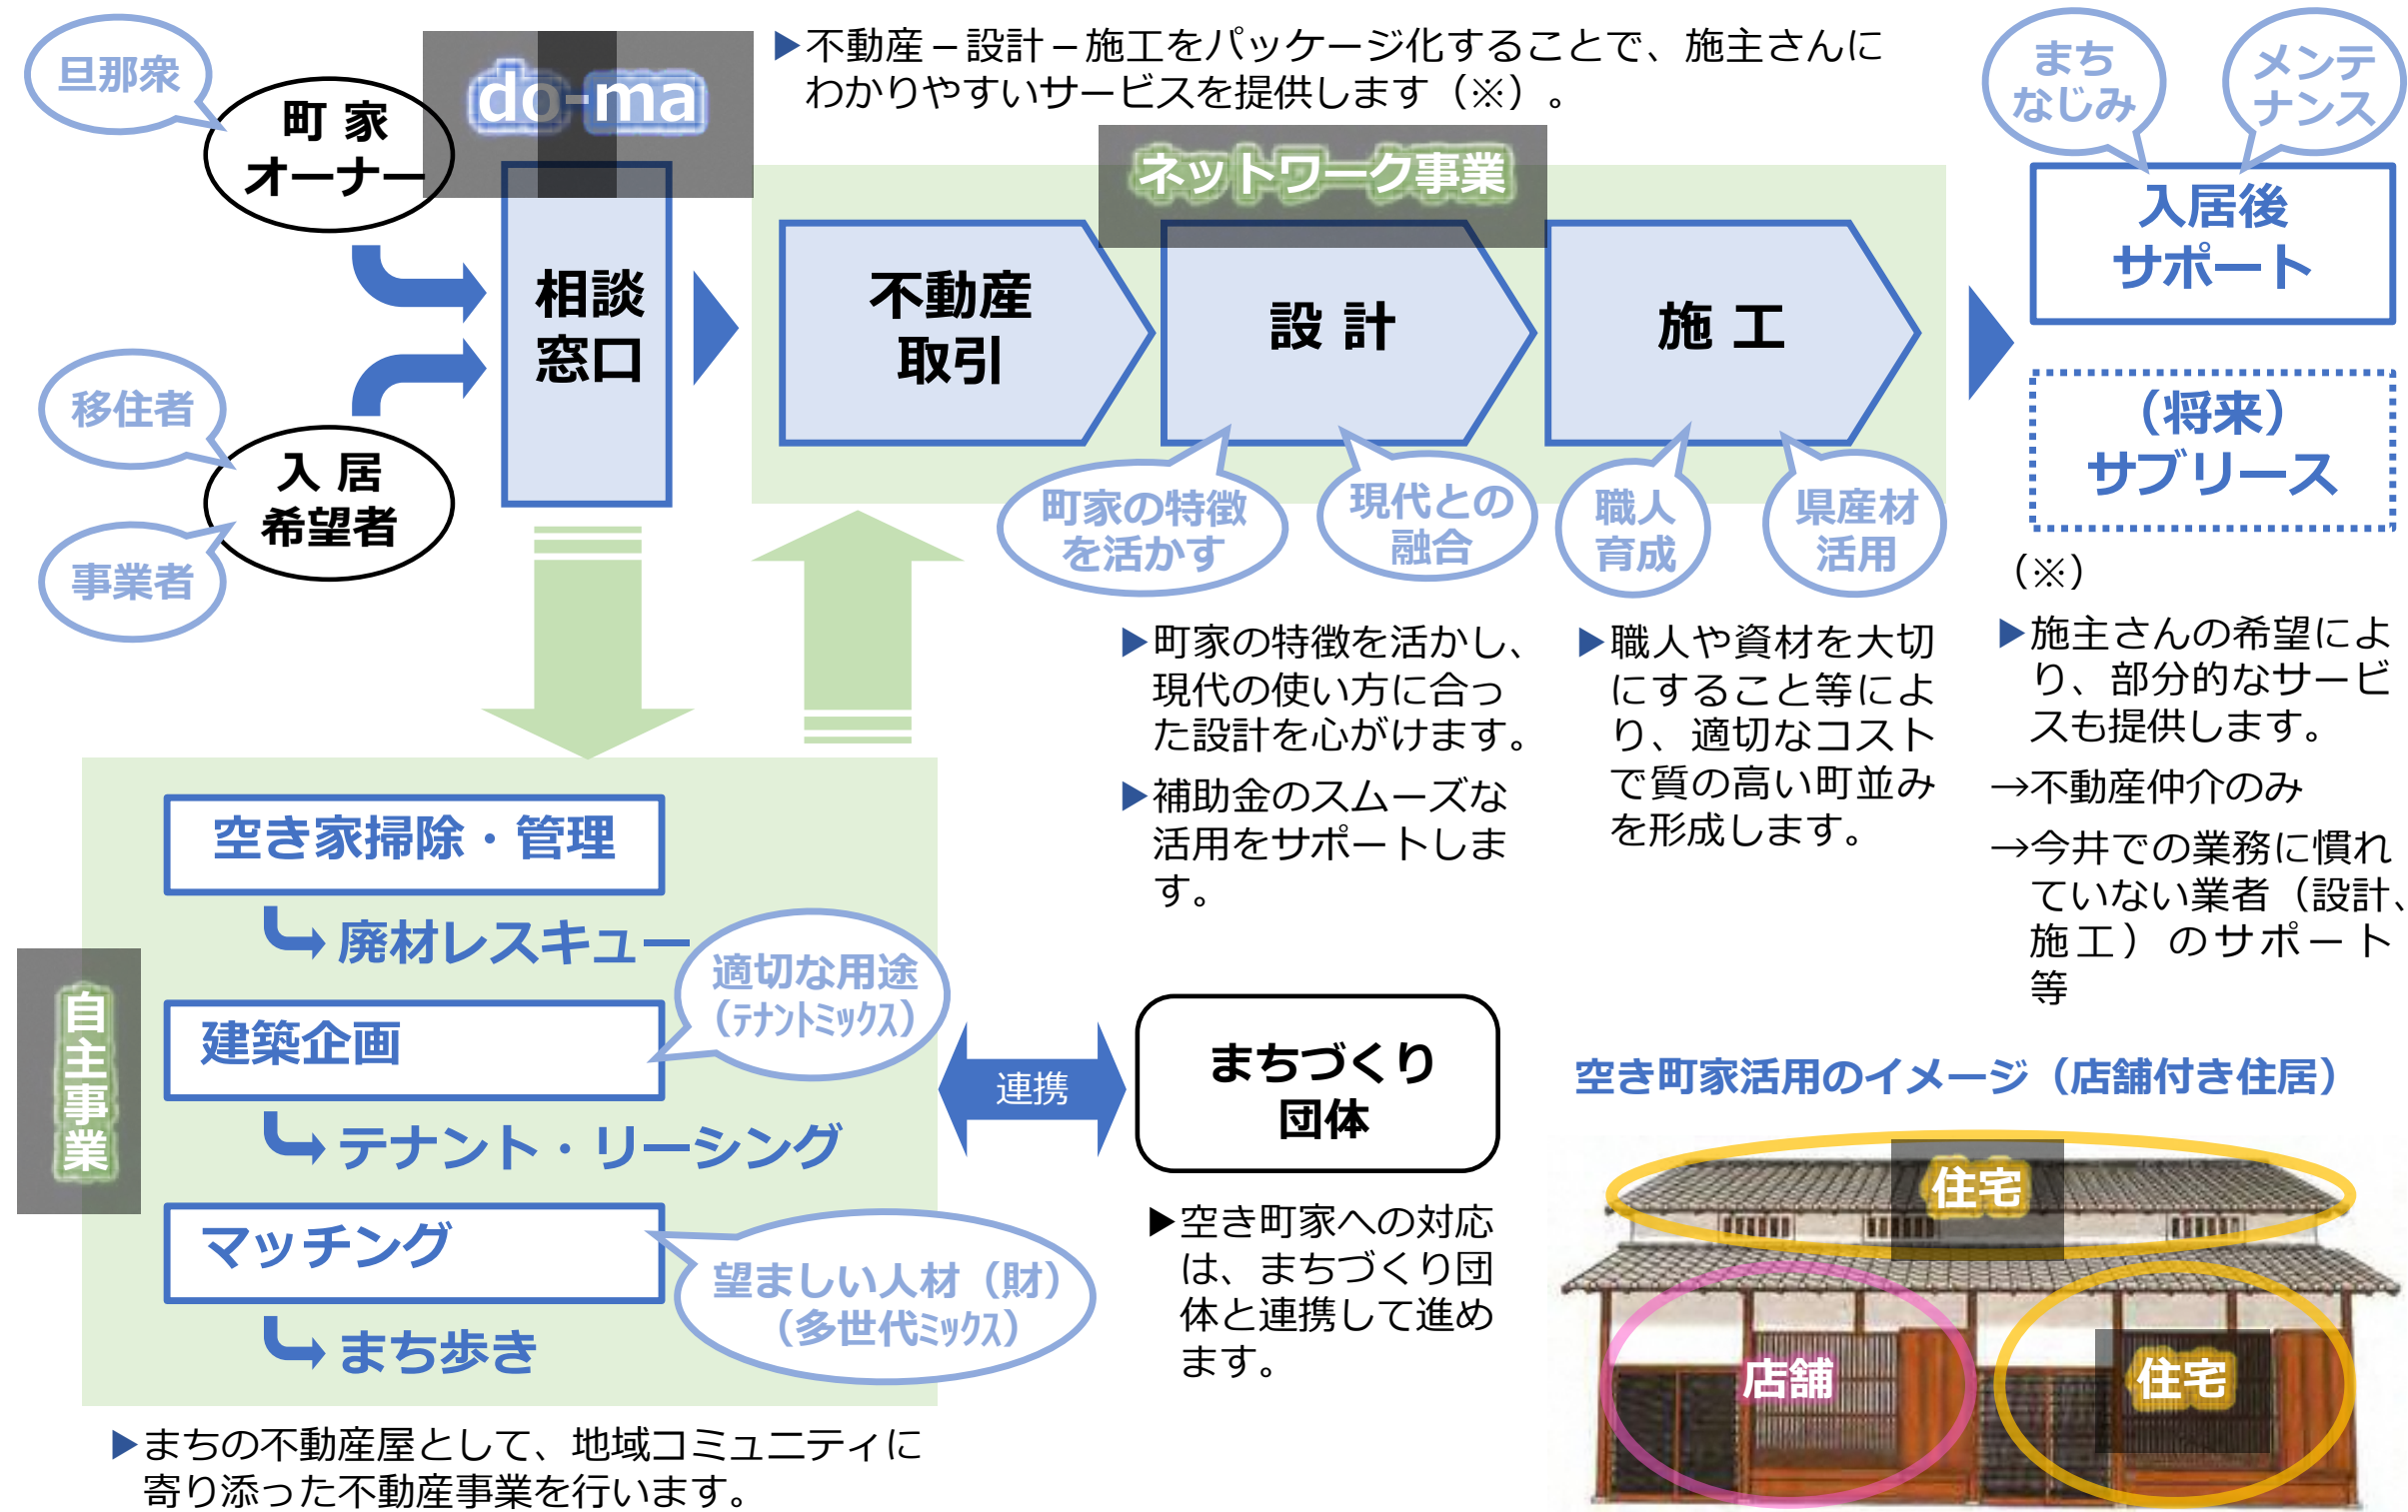 旦那衆
町 家
オーナー
do-ma
▶不動産－設計－施工をパッケージ化することで、施主さんに
わかりやすいサービスを提供します（※）。
まち
なじみ
メンテ
ナンス
ネットワーク事業
相談
窓口
不動産
取引
設 計
施 工
入居後
サポート
（将来）
サブリース
移住者
入 居
希望者
事業者
町家の特徴
を活かす
現代との
融合
職人
育成
県産材
活用
▶町家の特徴を活かし、
現代の使い方に合っ
た設計を心がけます。
▶補助金のスムーズな
活用をサポートしま
す。
▶職人や資材を大切
にすること等によ
り、適切なコスト
で質の高い町並み
を形成します。
（※）
▶施主さんの希望によ
り、部分的なサービ
スも提供します。
→不動産仲介のみ
→今井での業務に慣れ
ていない業者（設計、
施工）のサポート
等
自主事業
空き家掃除・管理
廃材レスキュー
建築企画
適切な用途
（ﾃﾅﾝﾄﾐｯｸｽ）
テナント・リーシング
マッチング
望ましい人材（財）
（多世代ﾐｯｸｽ）
まち歩き
▶まちの不動産屋として、地域コミュニティに
寄り添った不動産事業を行います。
連携
まちづくり
団体
▶空き町家への対応
は、まちづくり団
体と連携して進め
ます。
空き町家活用のイメージ（店舗付き住居）
住宅
店舗
住宅